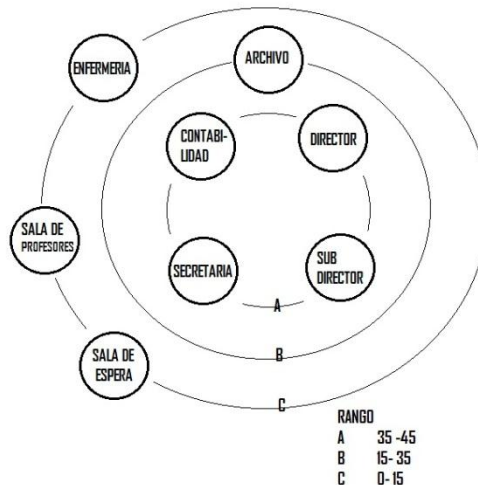 ENFERMERIA
ARCHIVO
CONTABI-
LIDAD
DIRECTOR
SALA DE
PROFESORES
SECRETARIA
SUB
DIRECTOR
A
B
SALA DE
ESPERA
C
RANGO
A 35 -45
B 15- 35
C 0- 15